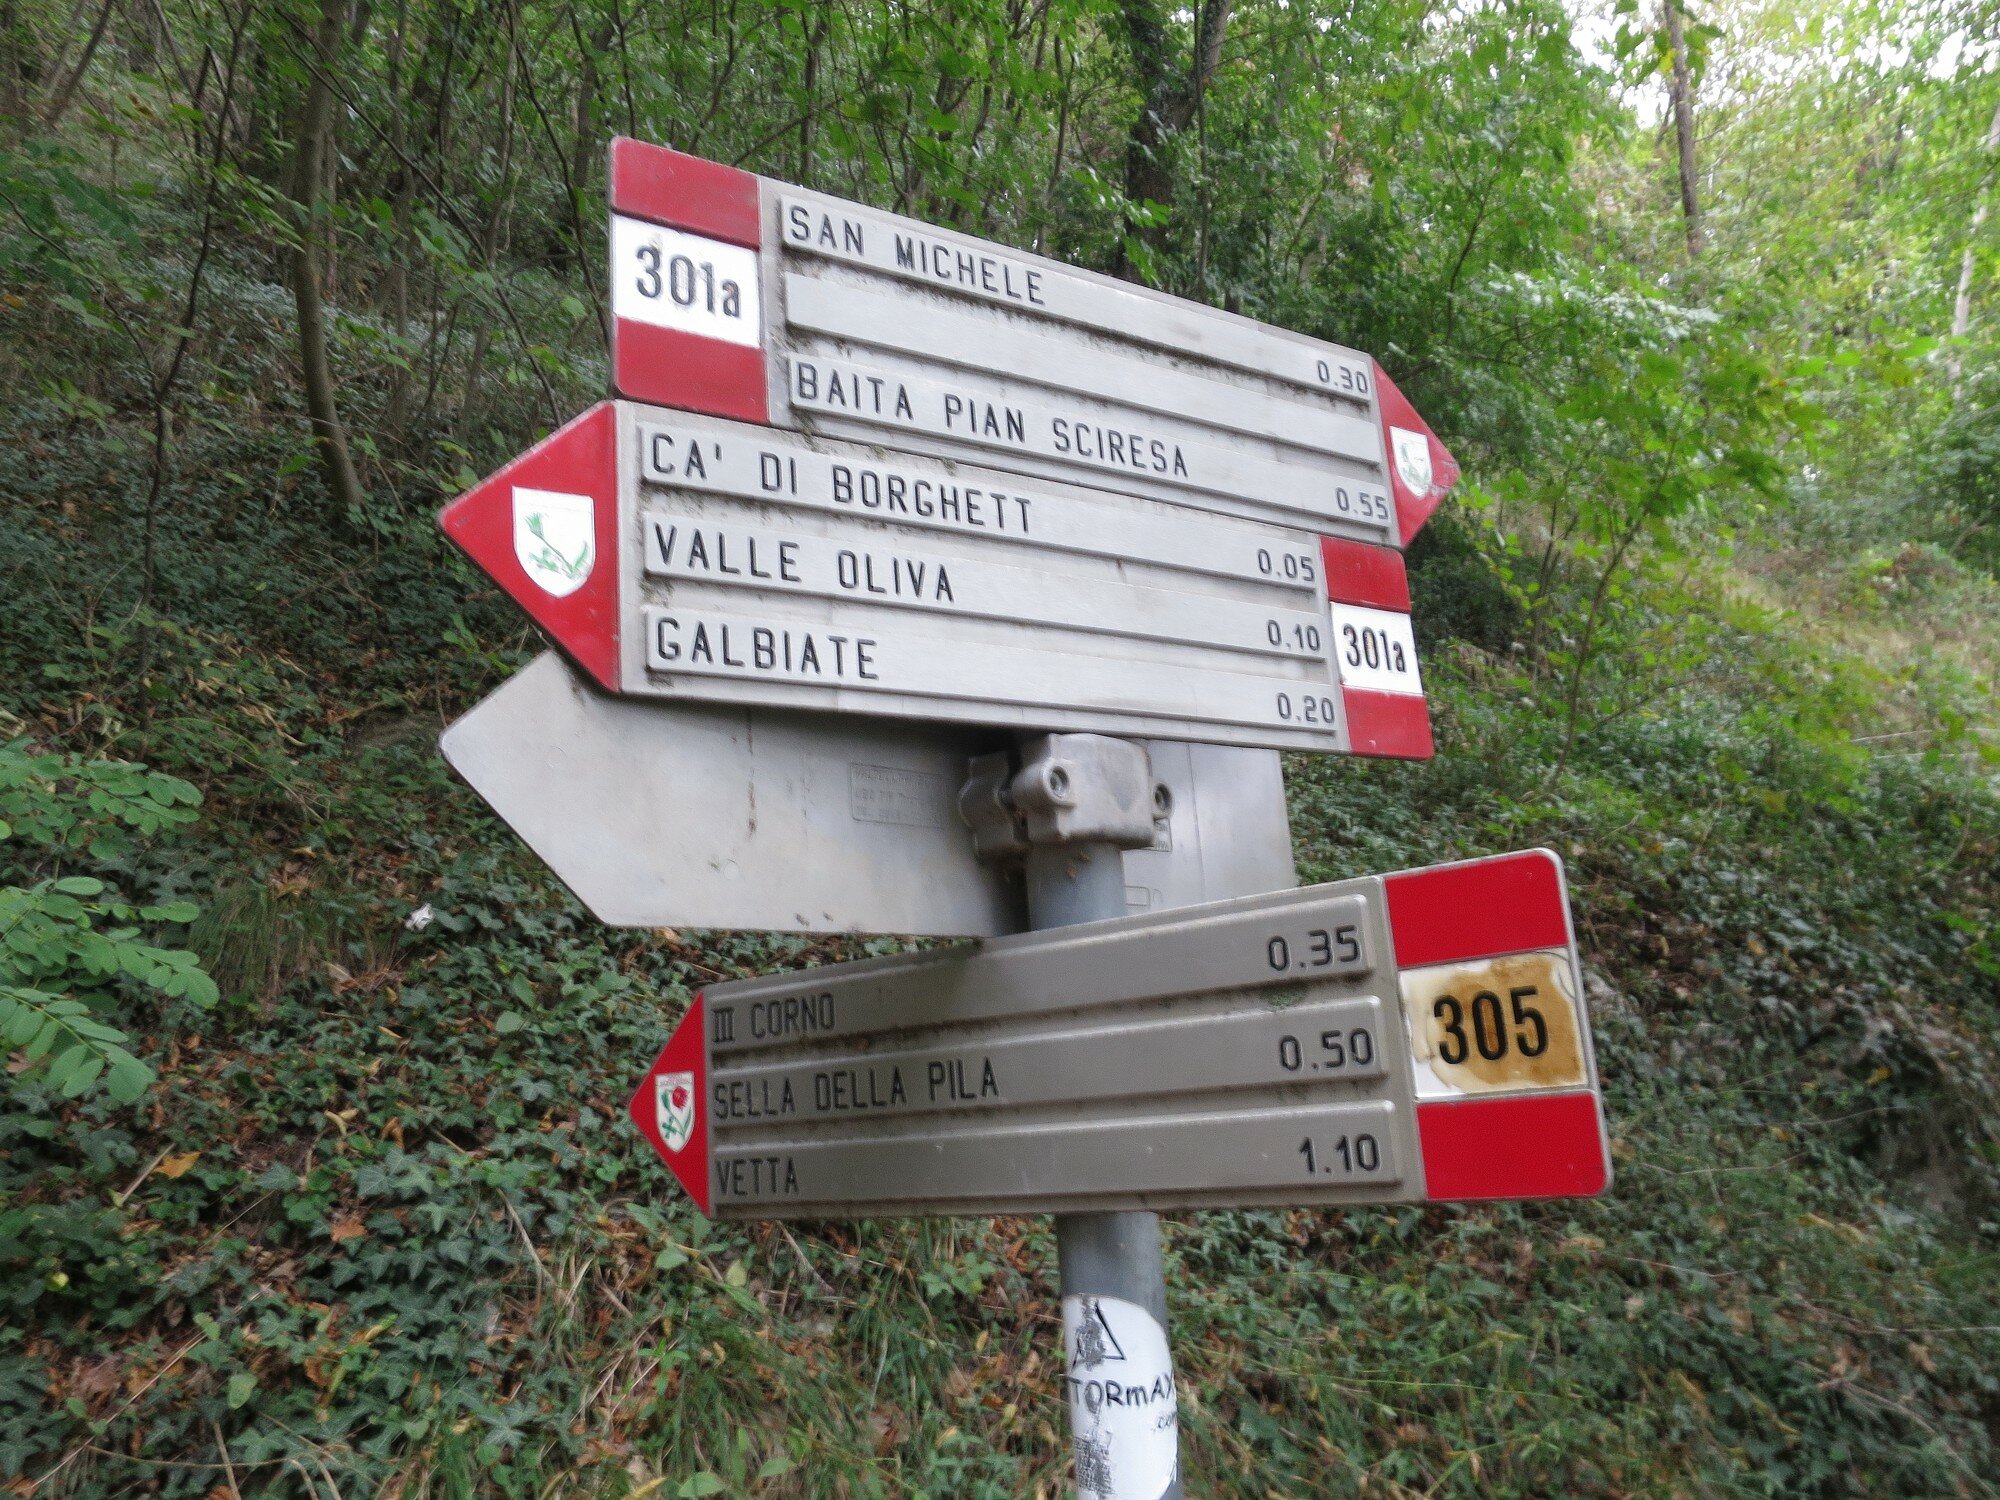 301a
SAN MICHELE 0.30
BAITA PIAN SCIRESA 0.55
CA' DI BORGHETT 0.05
VALLE OLIVA 0.10
GALBIATE 0.20
301a
III CORNO 0.35
SELLA DELLA PILA 0.50
VETTA 1.10
305
TORMAX